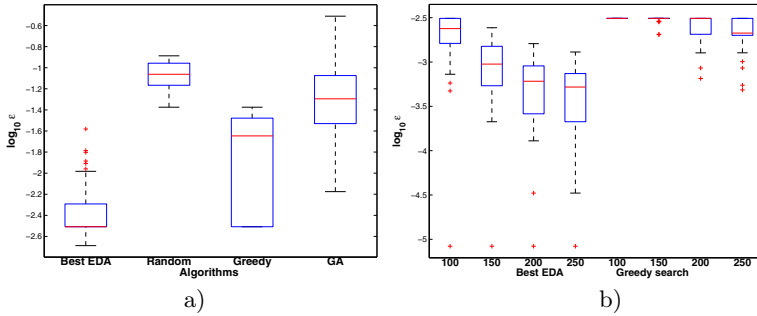 -0.6
-0.8
-1
-1.2
-1.4
-1.6
-1.8
-2
-2.2
-2.4
-2.6
log10 ε
Best EDA Random Greedy GA
Algorithms
a)
-2.5
-3
-3.5
-4
-4.5
-5
log10 ε
100 150 200 250 100 150 200 250
Best EDA Greedy search
b)